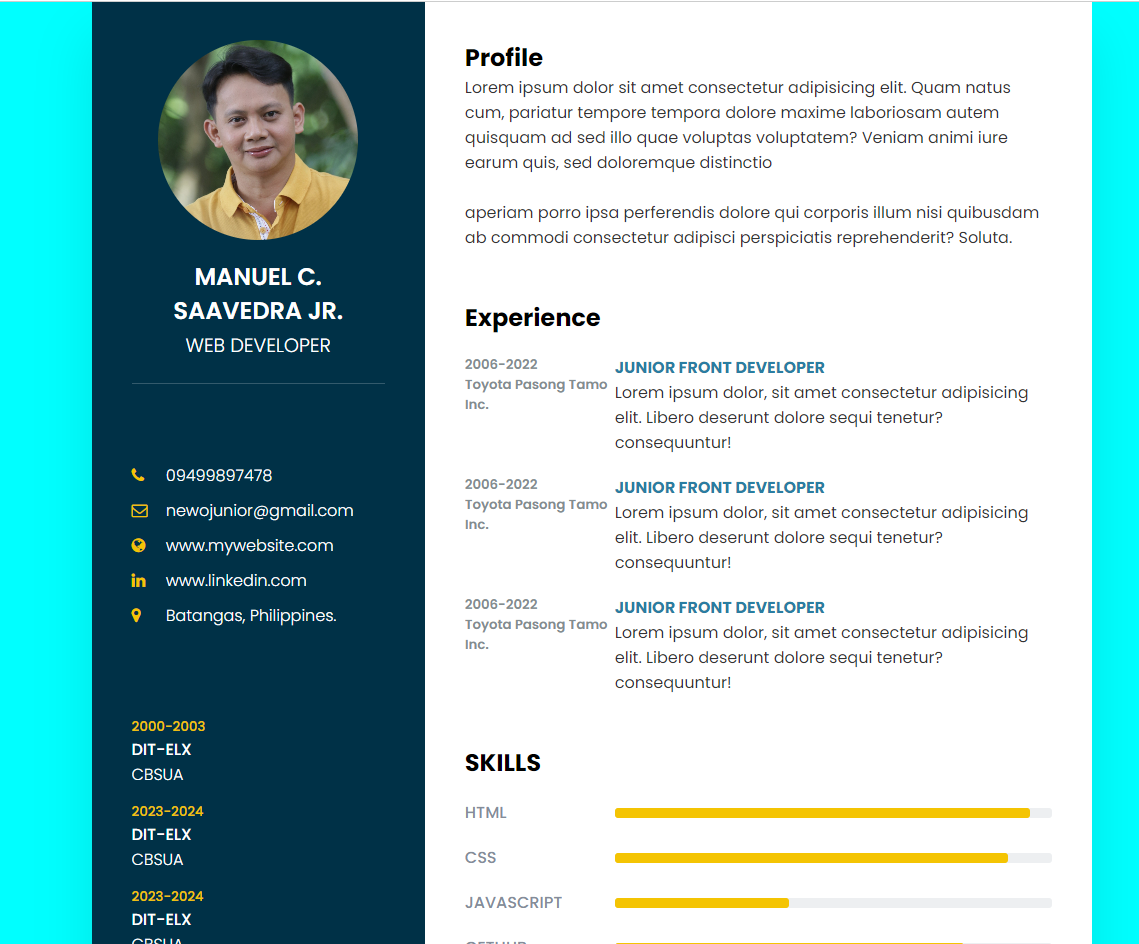 MANUEL C.
SAAVEDRA JR.
WEB DEVELOPER
09499897478
newojunior@gmail.com
www.mywebsite.com
www.linkedin.com
Batangas, Philippines.
2000-2003
DIT-ELX
CBSUA
2023-2024
DIT-ELX
CBSUA
2023-2024
DIT-ELX
CBSUA
Profile
Lorem ipsum dolor sit amet consectetur adipisicing elit. Quam natus
cum, pariatur tempore tempora dolore maxime laboriosam autem
quisquam ad sed illo quae voluptas voluptatem? Veniam animi iure
earum quis, sed doloremque distinctio
aperiam porro ipsa perferendis dolore qui corporis illum nisi quibusdam
ab commodi consectetur adipisci perspiciatis reprehenderit? Soluta.
Experience
2006-2022
Toyota Pasong Tamo
Inc.
JUNIOR FRONT DEVELOPER
Lorem ipsum dolor, sit amet consectetur adipisicing
elit. Libero deserunt dolore sequi tenetur?
consequuntur!
2006-2022
Toyota Pasong Tamo
Inc.
JUNIOR FRONT DEVELOPER
Lorem ipsum dolor, sit amet consectetur adipisicing
elit. Libero deserunt dolore sequi tenetur?
consequuntur!
2006-2022
Toyota Pasong Tamo
Inc.
JUNIOR FRONT DEVELOPER
Lorem ipsum dolor, sit amet consectetur adipisicing
elit. Libero deserunt dolore sequi tenetur?
consequuntur!
SKILLS
HTML
CSS
JAVASCRIPT